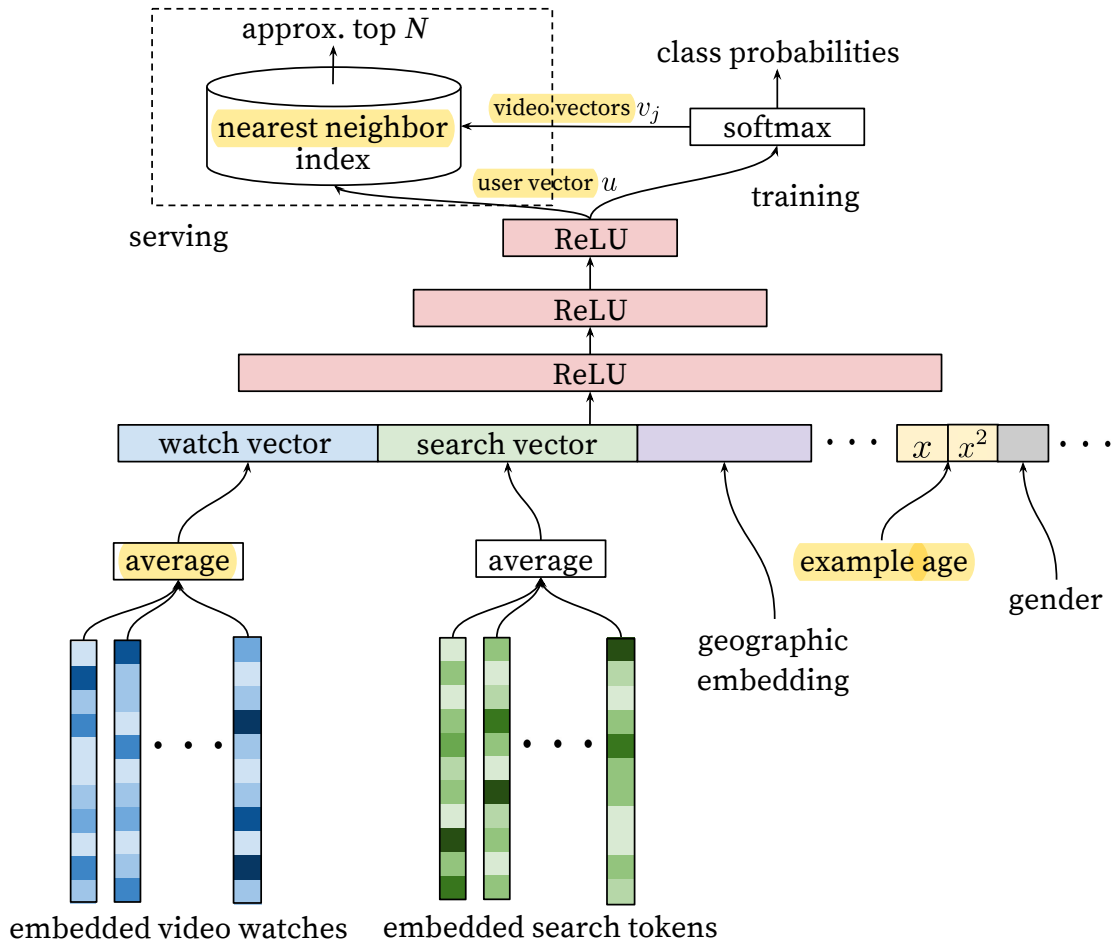 approx. top N
class probabilities
video vectors v_j
nearest neighbor
index
softmax
user vector u
training
serving
ReLU
ReLU
ReLU
watch vector
search vector
. . .
x
x²
. . .
average
average
example age
gender
geographic
embedding
. . .
. . .
embedded video watches
embedded search tokens